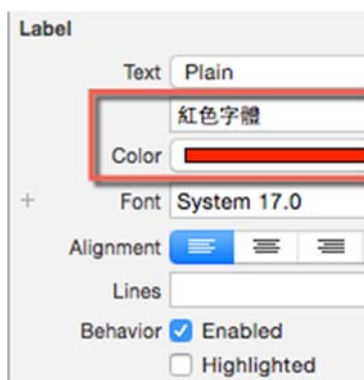 Label
Text Plain
紅色字體
Color
+ Font System 17.0
Alignment
Lines
Behavior Enabled
Highlighted